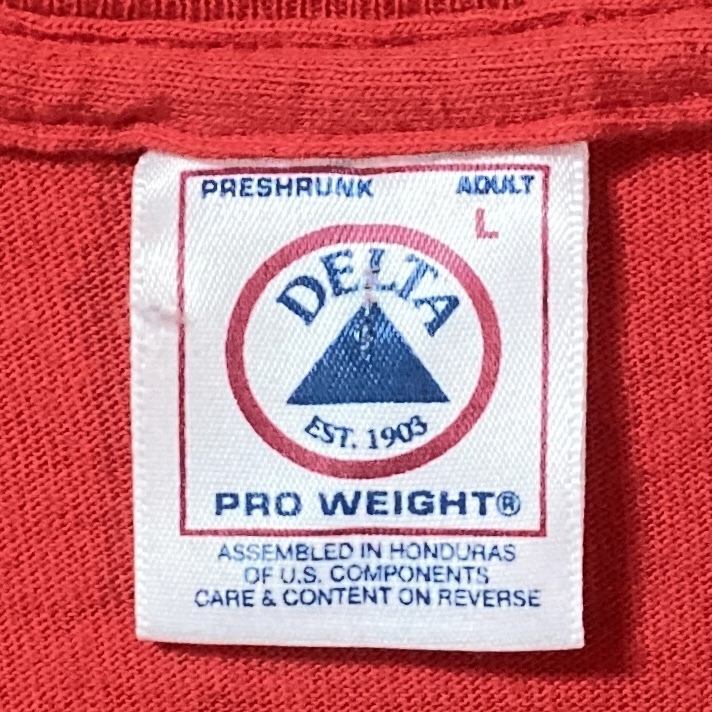 PRESHRUNK ADULT
L
DELTA
EST. 1903
PRO WEIGHT®
ASSEMBLED IN HONDURAS
OF U.S. COMPONENTS
CARE & CONTENT ON REVERSE